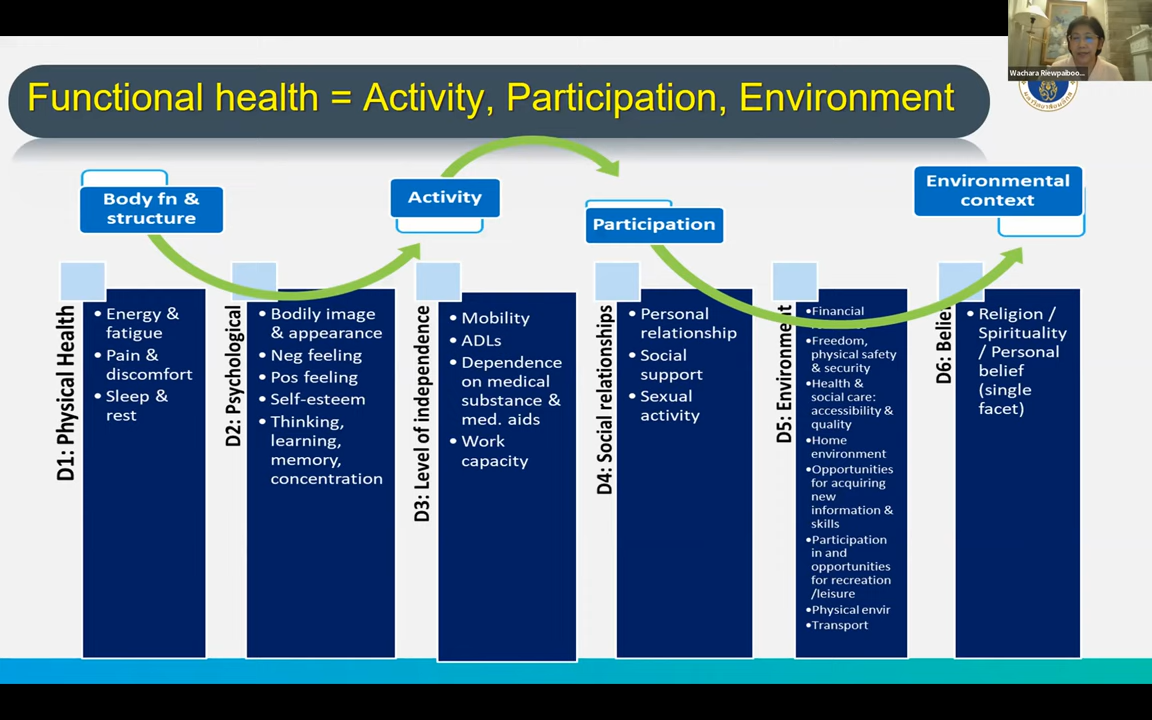 Wachara Riewpaiboo...
Functional health = Activity, Participation, Environment
Body fn &
structure
Activity
Participation
Environmental
context
D1: Physical Health
• Energy &
fatigue
• Pain &
discomfort
• Sleep &
rest
D2: Psychological
• Bodily image
& appearance
• Neg feeling
• Pos feeling
• Self-esteem
• Thinking,
learning,
memory,
concentration
D3: Level of independence
• Mobility
• ADLs
• Dependence
on medical
substance &
med. aids
• Work
capacity
D4: Social relationships
• Personal
relationship
• Social
support
• Sexual
activity
D5: Environment
•Financial
•Freedom,
physical safety
& security
•Health &
social care:
accessibility &
quality
•Home
environment
•Opportunities
for acquiring
new
information &
skills
•Participation
in and
opportunities
for recreation
/leisure
•Physical envir
•Transport
D6: Belief
• Religion /
Spirituality
/ Personal
belief
(single
facet)